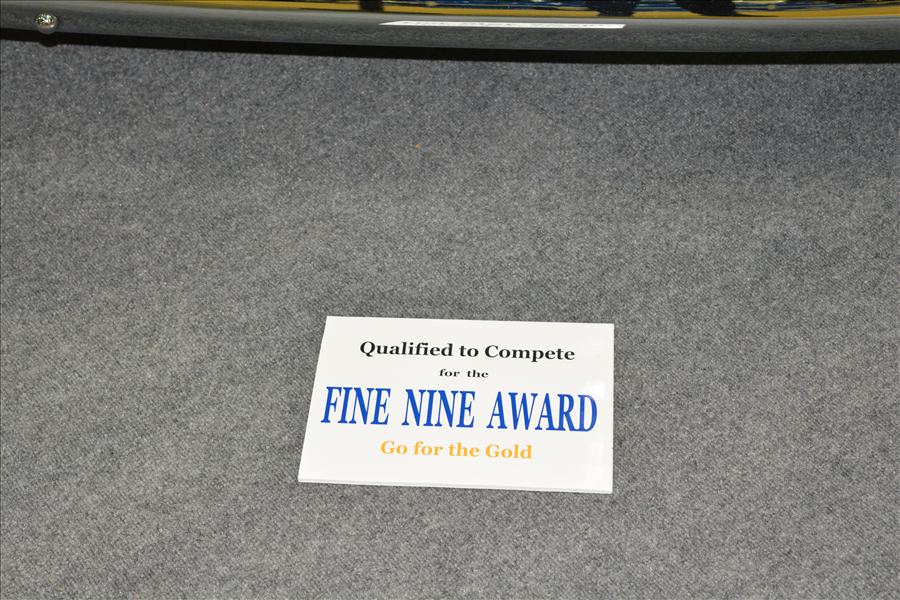 Qualified to Compete
for the
FINE NINE AWARD
Go for the Gold